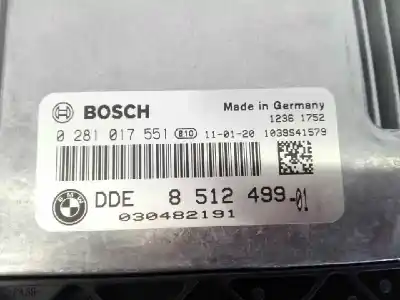 BOSCH
Made in Germany
1236 1752
0 281 017 551 810 11-01-20 1039S41579
DDE 8 512 499-01
030482191